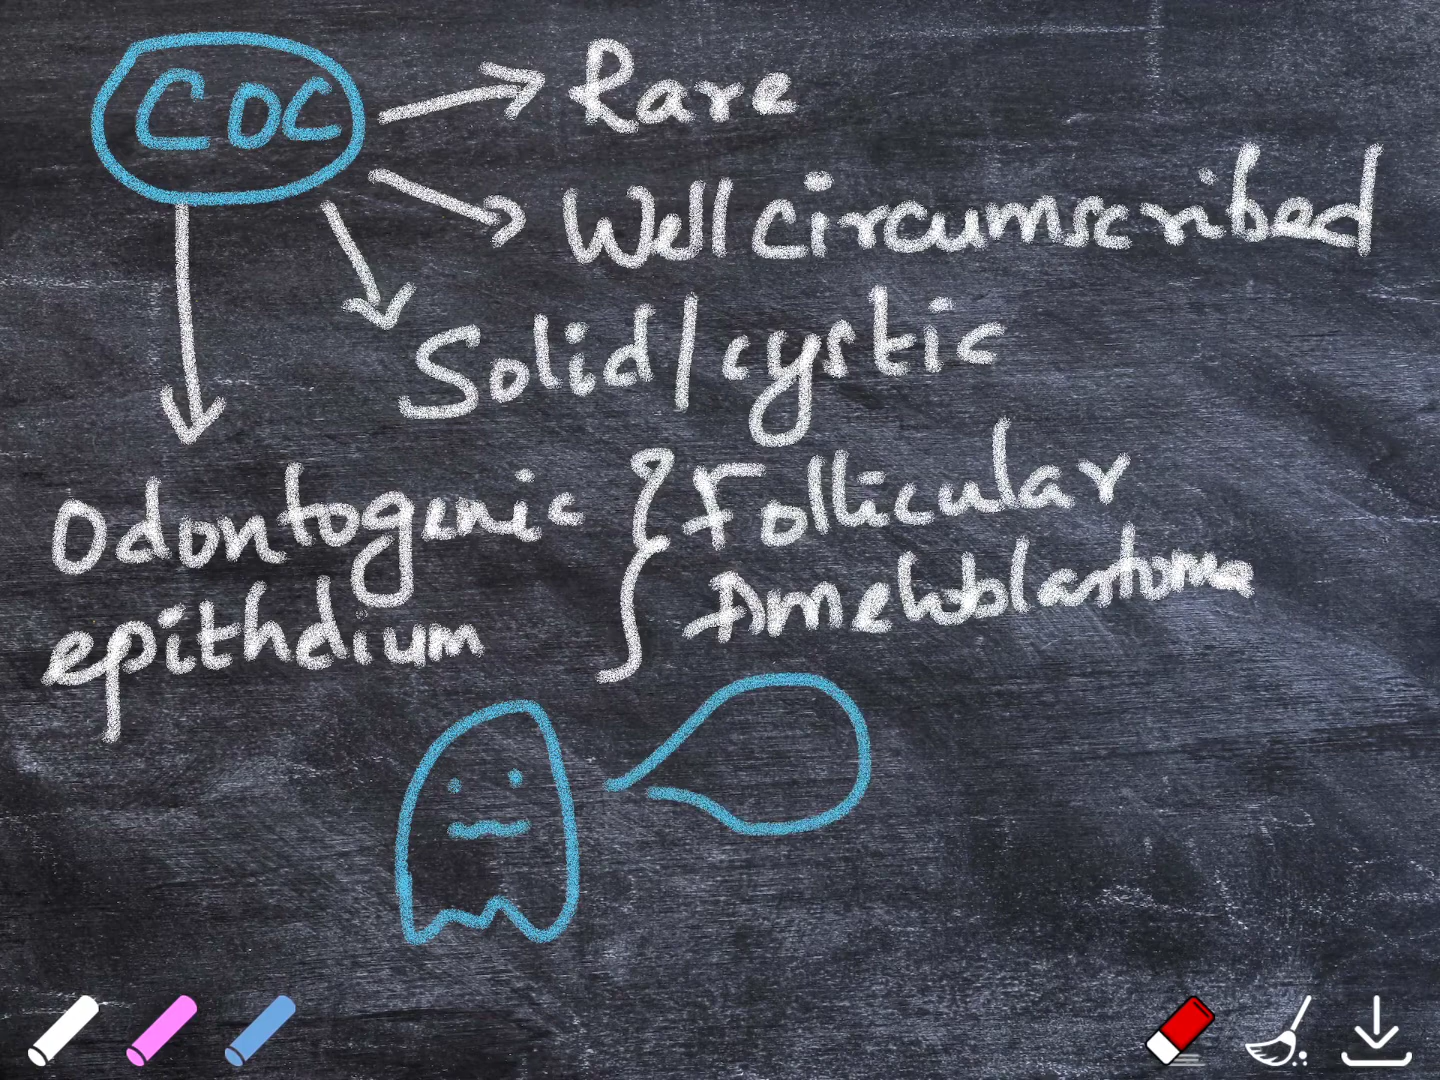 COC
Rare
Well circumscribed
Solid/cystic
Odontogenic
epithelium
Follicular
Ameloblastoma